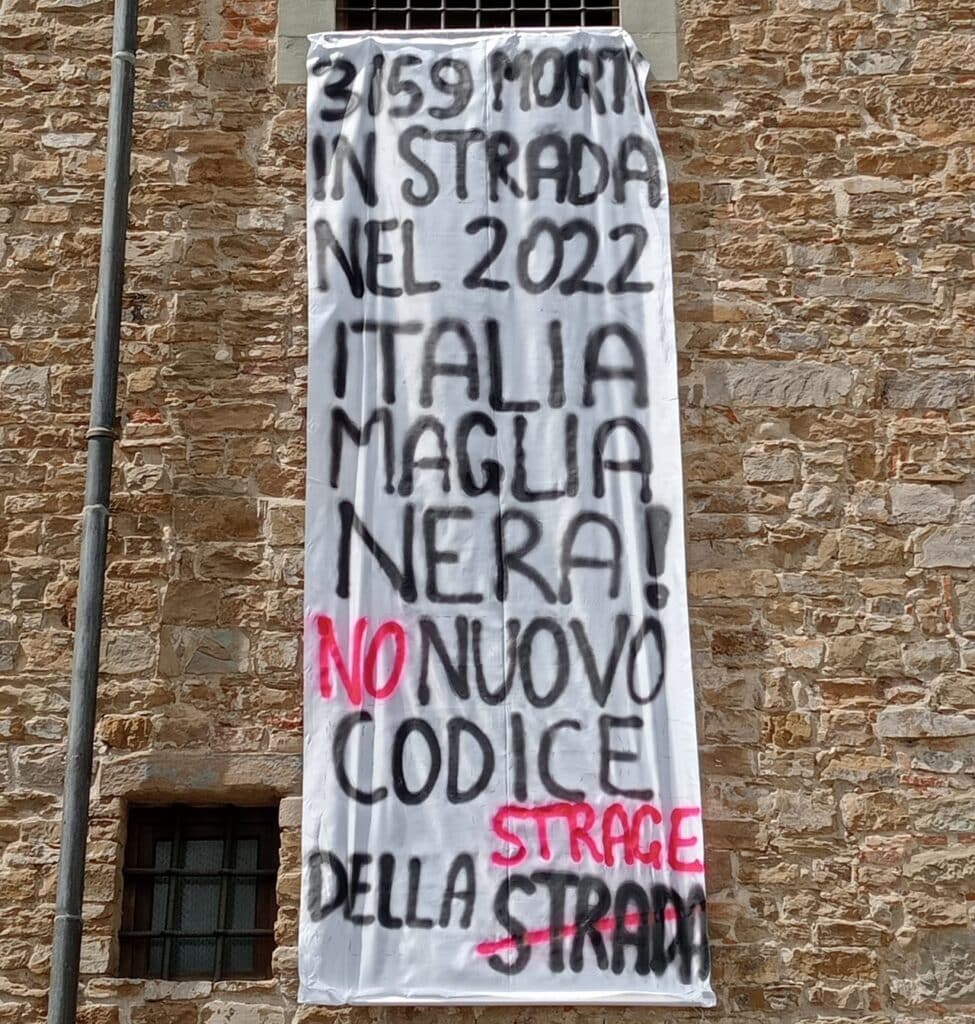 3159 MORTI
IN STRADA
NEL 2022
ITALIA
MAGLIA
NERA!
NO NUOVO
CODICE
STRAGE
DELLA STRADA